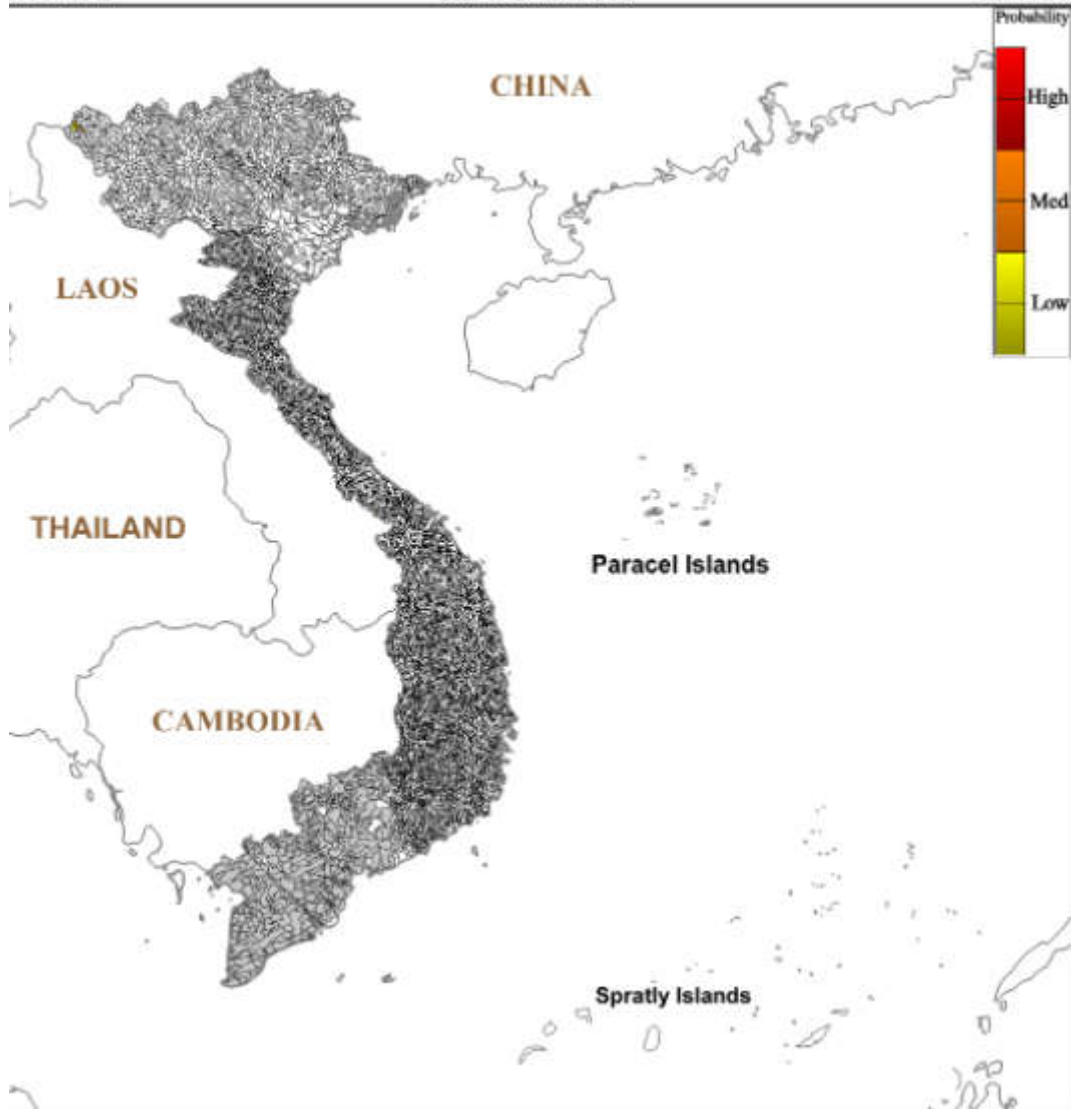 Probability
CHINA
High
Med
LAOS
Low
THAILAND
Paracel Islands
CAMBODIA
Spratly Islands